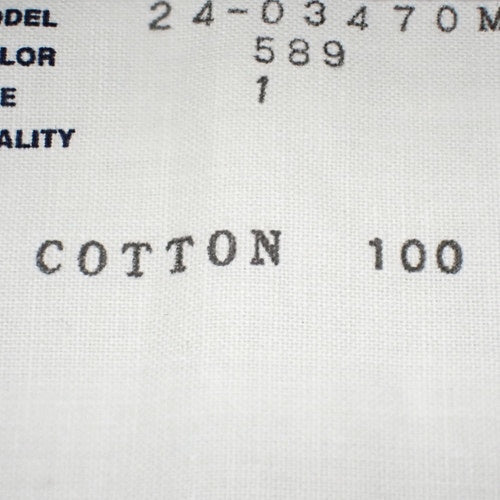 ODEL 24-03470M
LOR 589
E 1
ALITY
COTTON 100